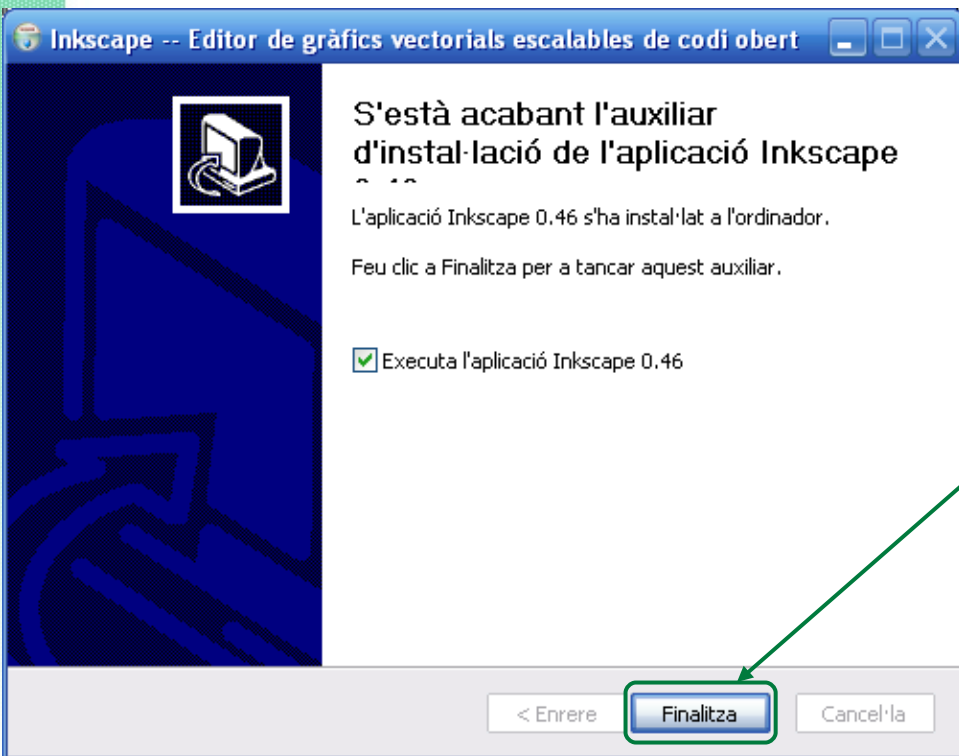 Inkscape -- Editor de gràfics vectorials escalables de codi obert
S'està acabant l'auxiliar
d'instal·lació de l'aplicació Inkscape
L'aplicació Inkscape 0.46 s'ha instal·lat a l'ordinador.
Feu clic a Finalitza per a tancar aquest auxiliar.
Executa l'aplicació Inkscape 0.46
< Enrere
Finalitza
Cancel·la